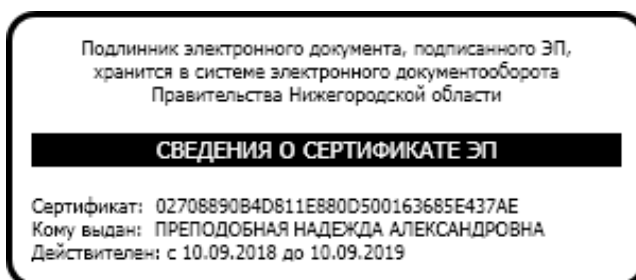 Подлинник электронного документа, подписанного ЭП,
хранится в системе электронного документооборота
Правительства Нижегородской области
СВЕДЕНИЯ О СЕРТИФИКАТЕ ЭП
Сертификат: 02708890B4D811E880D500163685E437AE
Кому выдан: ПРЕПОДОБНАЯ НАДЕЖДА АЛЕКСАНДРОВНА
Действителен: с 10.09.2018 до 10.09.2019